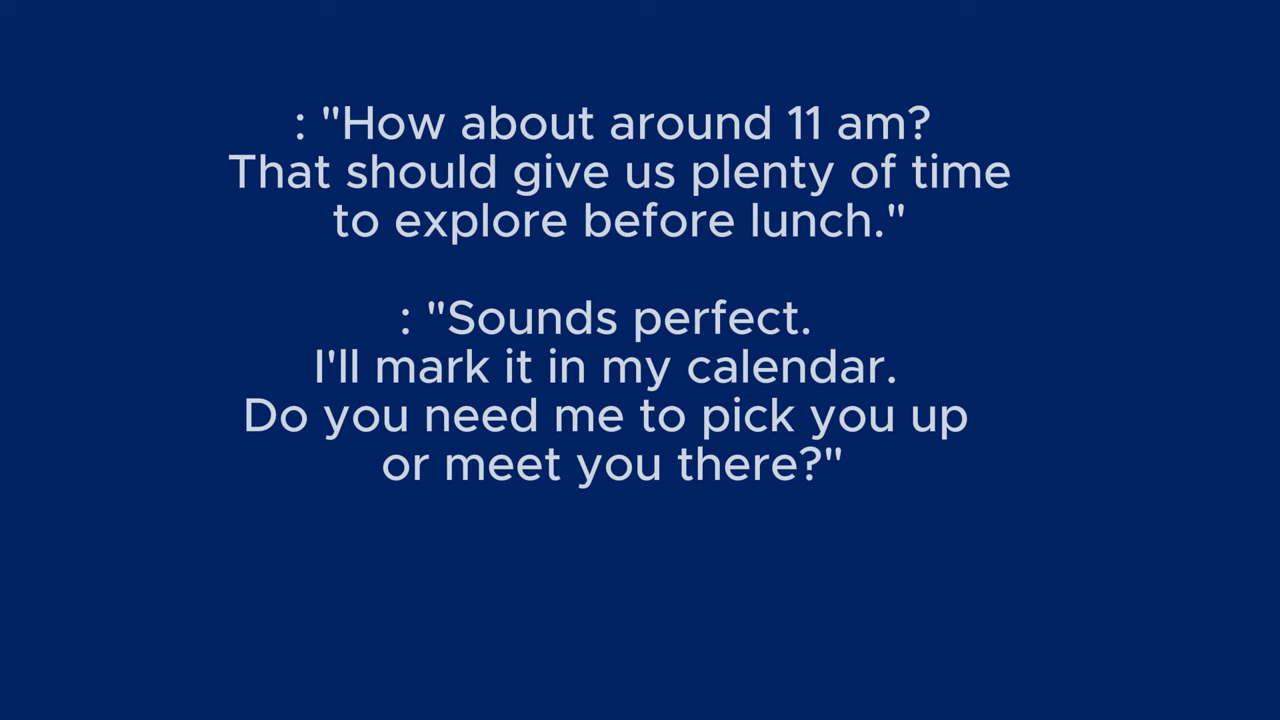 : "How about around 11 am?
That should give us plenty of time
to explore before lunch."
: "Sounds perfect.
I'll mark it in my calendar.
Do you need me to pick you up
or meet you there?"